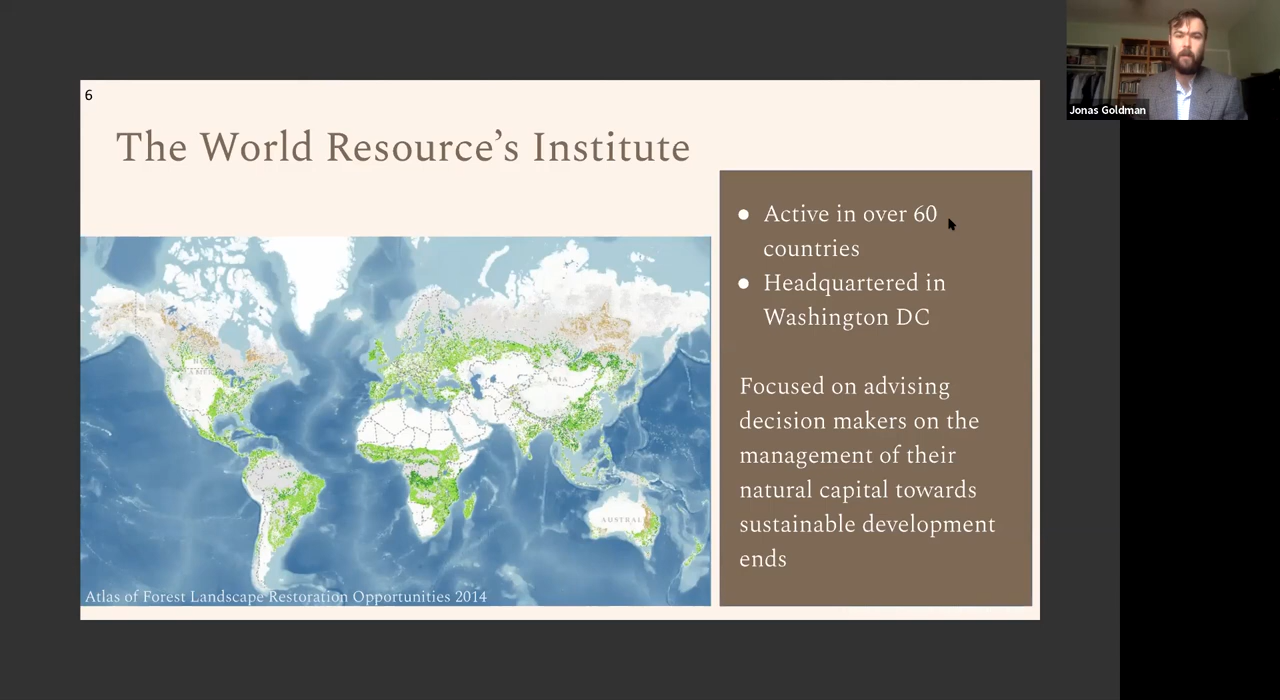 6
The World Resource’s Institute
● Active in over 60
countries
● Headquartered in
Washington DC
Focused on advising
decision makers on the
management of their
natural capital towards
sustainable development
ends
ASIA
AUSTRAL
Atlas of Forest Landscape Restoration Opportunities 2014
Jonas Goldman